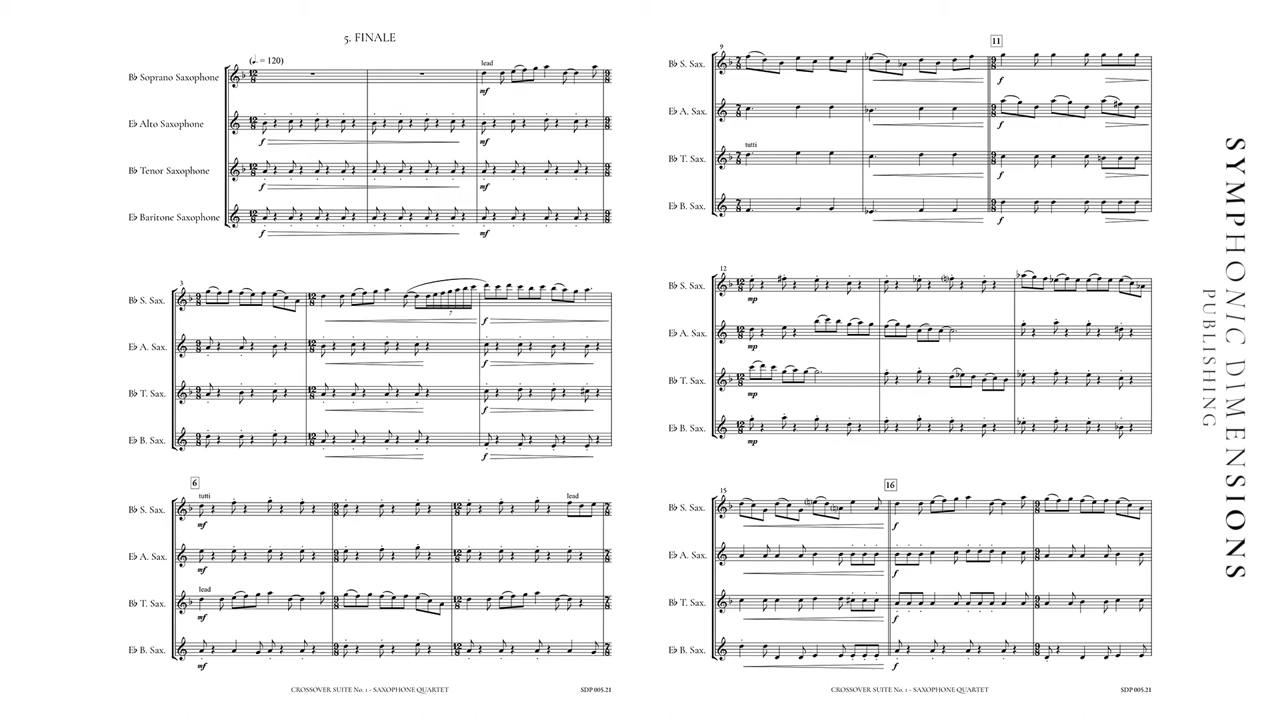 5. FINALE
(♩. = 120)
lead
B♭ Soprano Saxophone
mf
E♭ Alto Saxophone
f
mf
B♭ Tenor Saxophone
f
mf
E♭ Baritone Saxophone
f
mf
3
B♭ S. Sax.
7
f
E♭ A. Sax.
f
B♭ T. Sax.
f
E♭ B. Sax.
f
6
tutti
lead
B♭ S. Sax.
mf
E♭ A. Sax.
mf
lead
B♭ T. Sax.
mf
E♭ B. Sax.
mf
CROSSOVER SUITE No. 1 - SAXOPHONE QUARTET
SDP 005.21
9
11
B♭ S. Sax.
f
E♭ A. Sax.
f
tutti
B♭ T. Sax.
f
E♭ B. Sax.
f
12
B♭ S. Sax.
mp
E♭ A. Sax.
mp
B♭ T. Sax.
mp
E♭ B. Sax.
mp
15
16
B♭ S. Sax.
f
E♭ A. Sax.
f
B♭ T. Sax.
f
E♭ B. Sax.
f
CROSSOVER SUITE No. 1 - SAXOPHONE QUARTET
SDP 005.21
SYMPHONIC DIMENSIONS
PUBLISHING